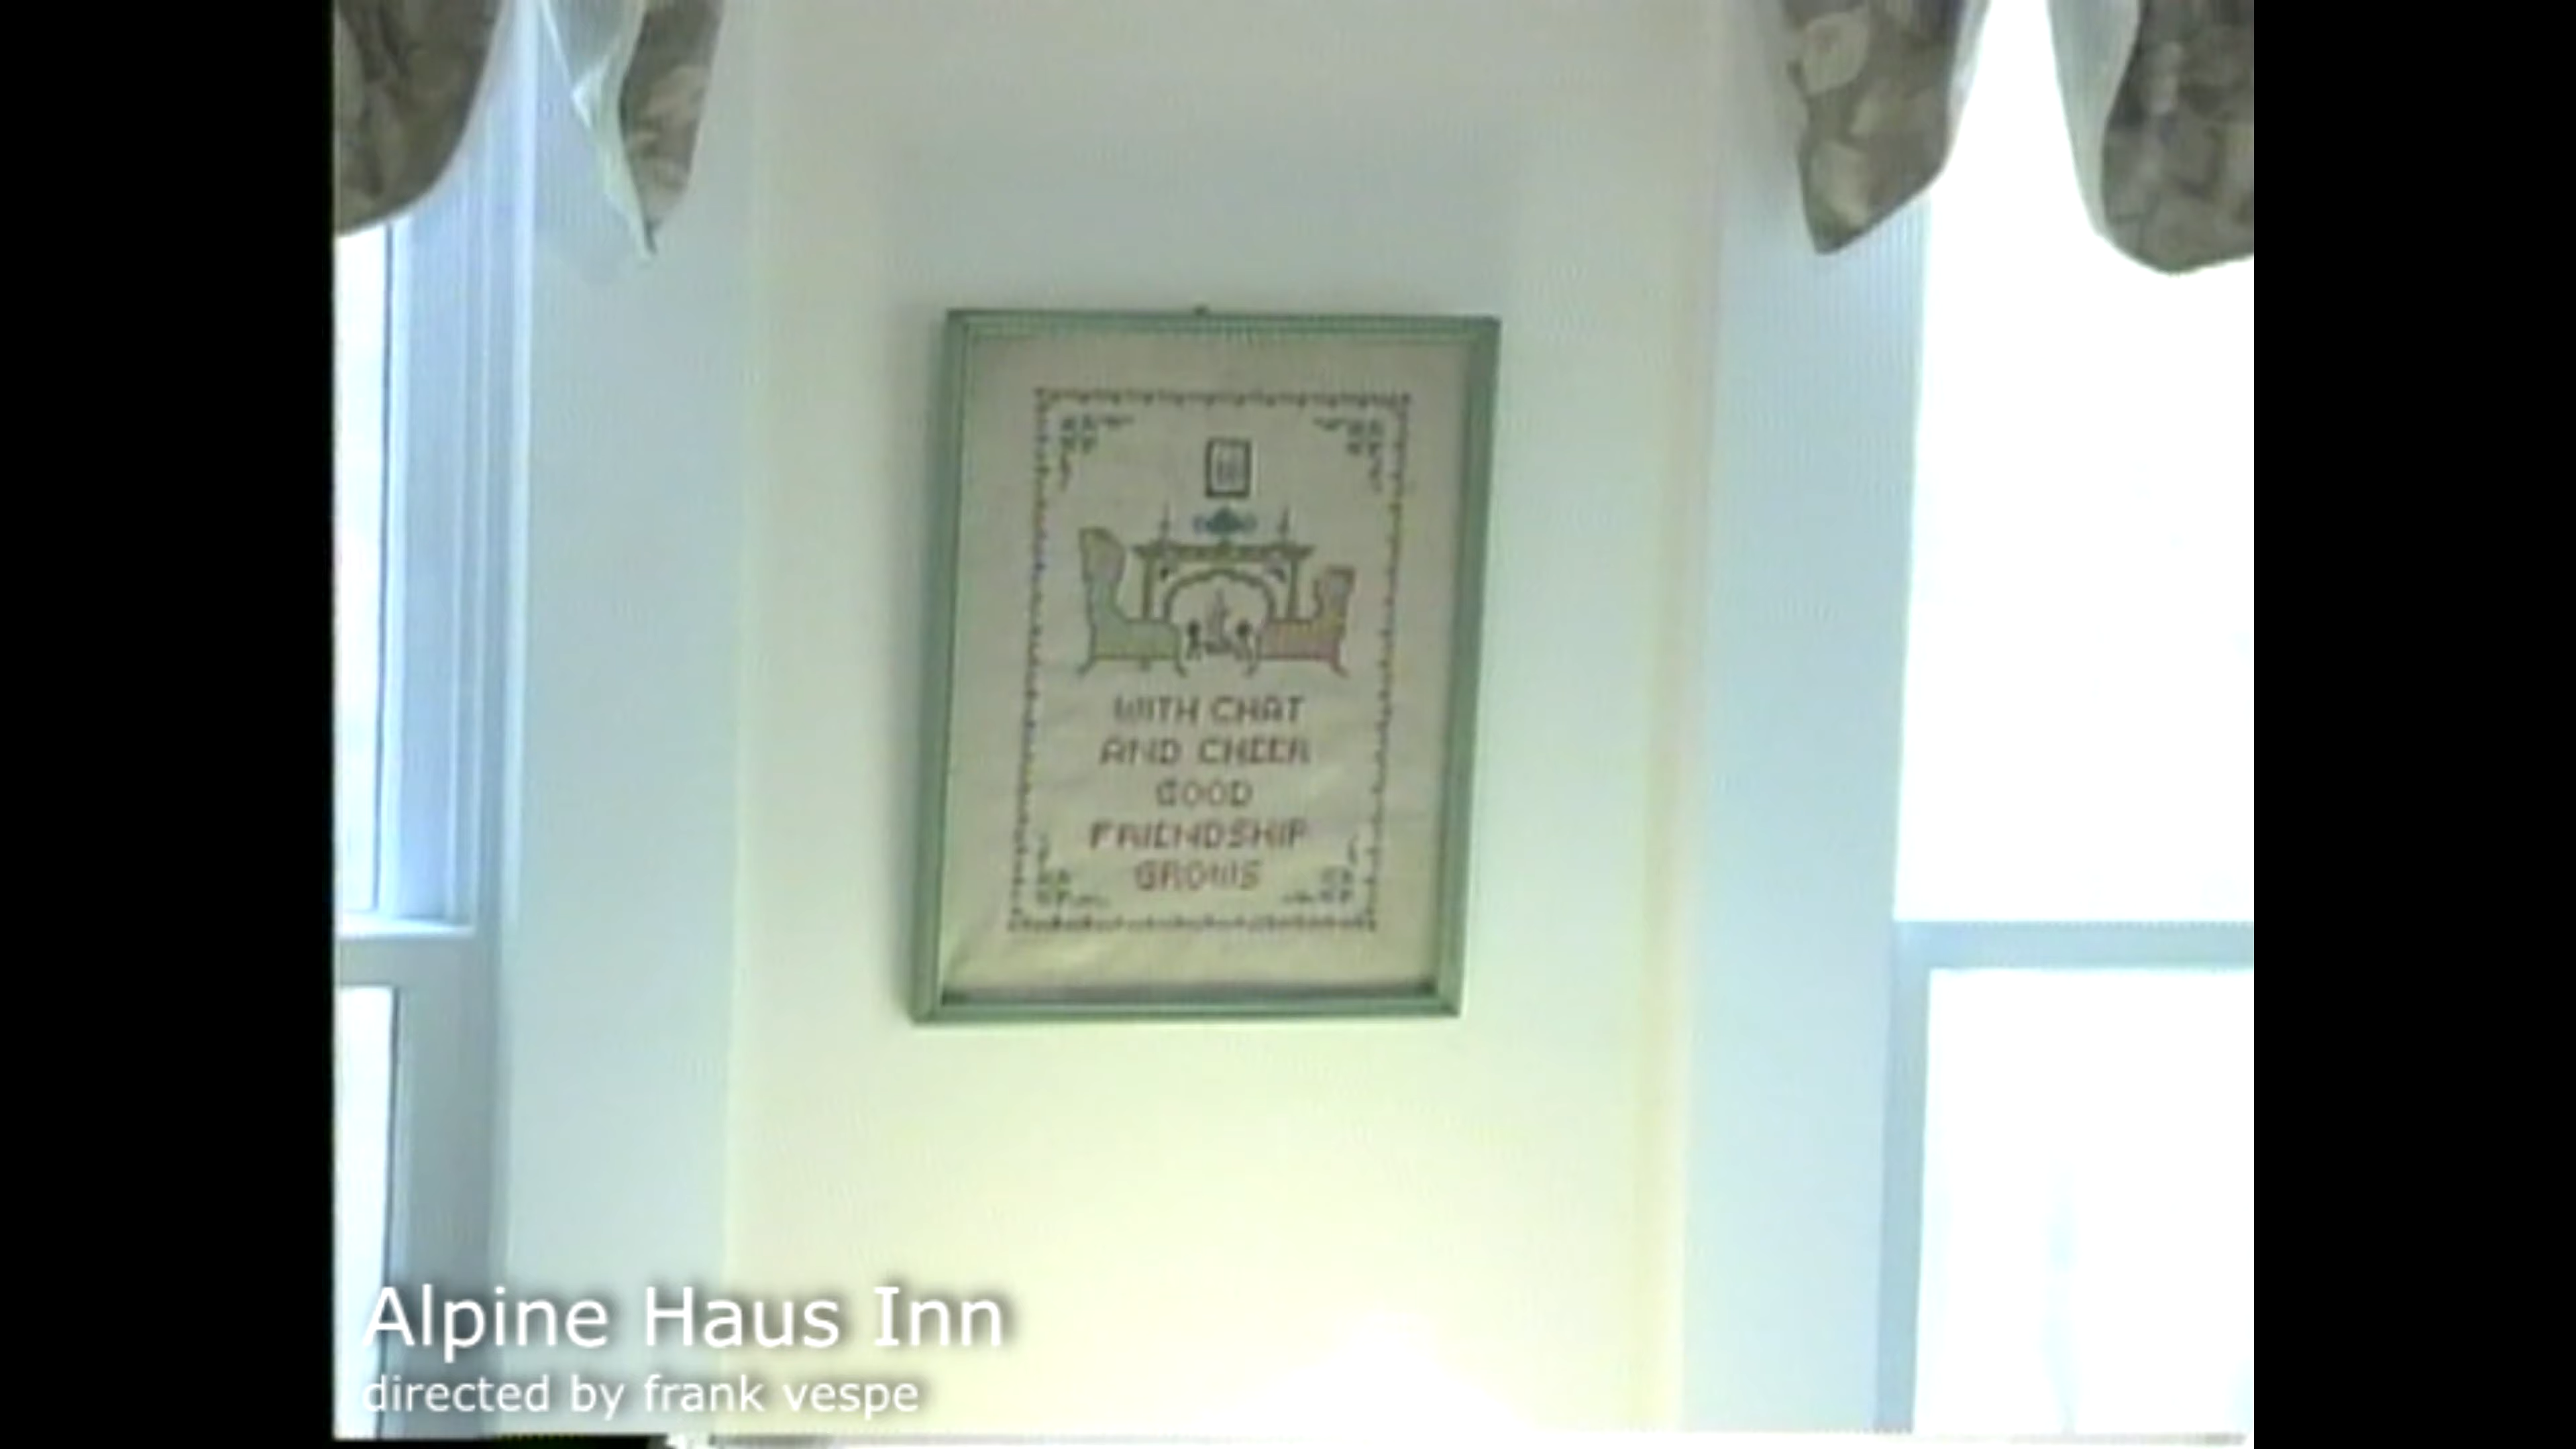 WITH CHAT
AND CHEER
GOOD
FRIENDSHIP
GROWS
Alpine Haus Inn
directed by frank vespe